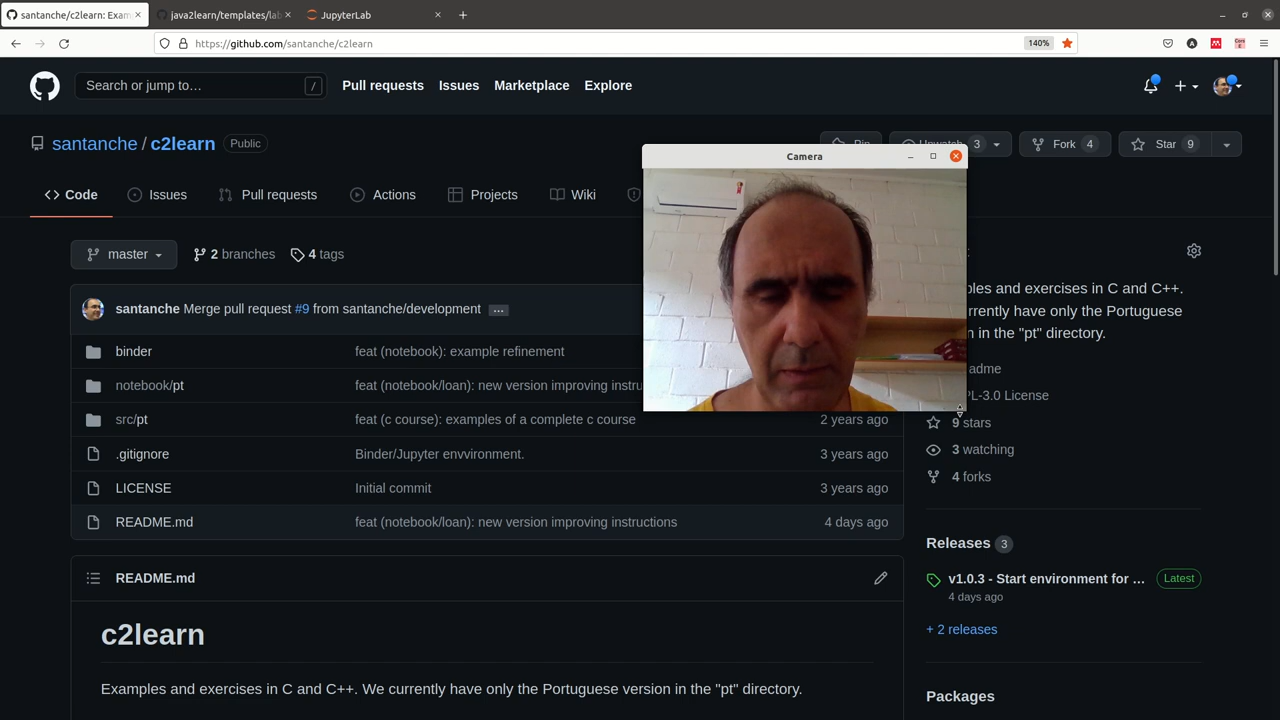 santanche/c2learn: Exam
java2learn/templates/lab
JupyterLab
https://github.com/santanche/c2learn
140%
Search or jump to…
/
Pull requests
Issues
Marketplace
Explore
santanche / c2learn
Public
Pin
Unwatch 3
Fork 4
Star 9
Camera
Code
Issues
Pull requests
Actions
Projects
Wiki
master
2 branches
4 tags
santanche Merge pull request #9 from santanche/development …
binder
feat (notebook): example refinement
notebook/pt
feat (notebook/loan): new version improving instru
src/pt
feat (c course): examples of a complete c course
2 years ago
.gitignore
Binder/Jupyter envvironment.
3 years ago
LICENSE
Initial commit
3 years ago
README.md
feat (notebook/loan): new version improving instructions
4 days ago
ples and exercises in C and C++.
rrently have only the Portuguese
n in the "pt" directory.
adme
PL-3.0 License
9 stars
3 watching
4 forks
Releases 3
v1.0.3 - Start environment for …
Latest
4 days ago
+ 2 releases
Packages
README.md
c2learn
Examples and exercises in C and C++. We currently have only the Portuguese version in the "pt" directory.